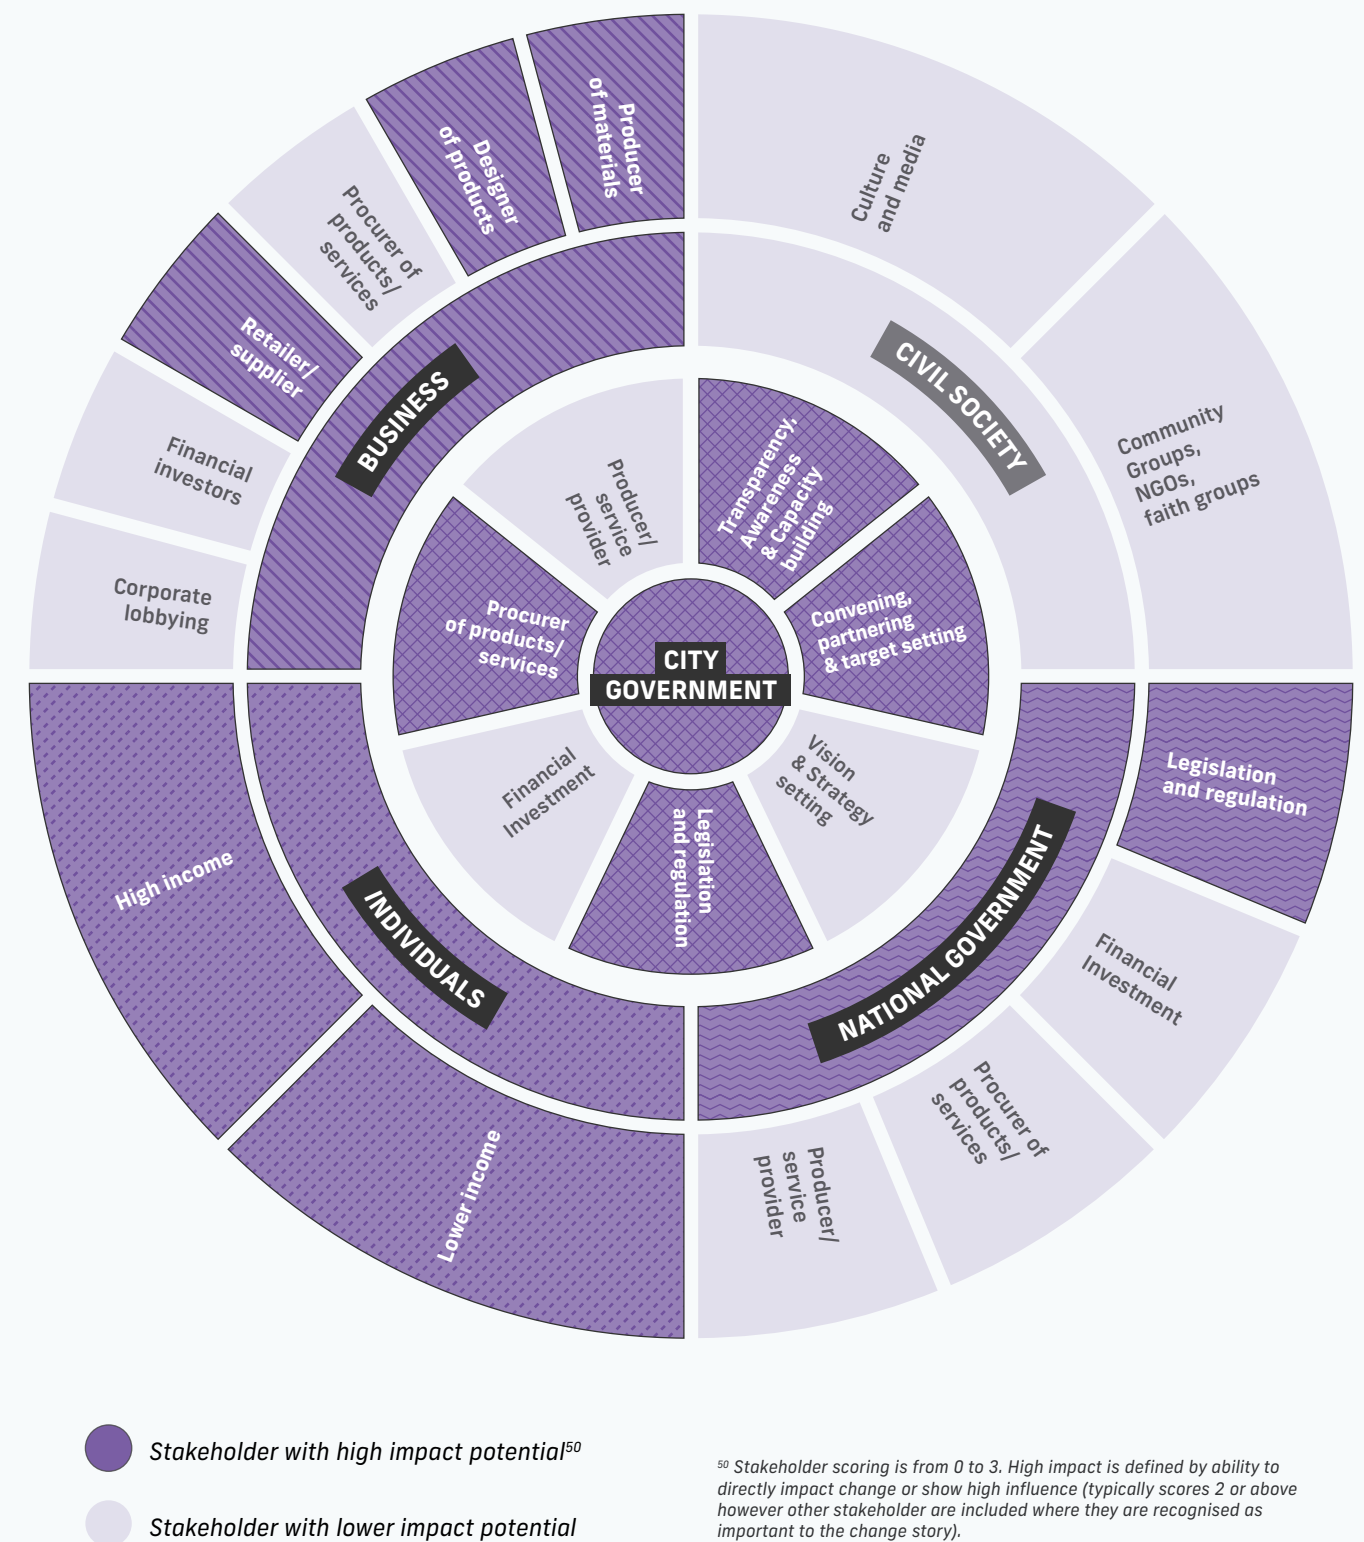 Producer
of materials
Designer
of products
Procurer of
products/
services
Retailer/
supplier
Financial
investors
Corporate
lobbying
BUSINESS
Culture
and media
Community
Groups,
NGOs,
faith groups
CIVIL SOCIETY
Producer/
service
provider
Transparency,
Awareness
& Capacity
building
Procurer
of products/
services
Convening,
partnering
& target setting
CITY
GOVERNMENT
Financial
Investment
Legislation
and regulation
Vision
& Strategy
setting
High income
Lower income
INDIVIDUALS
NATIONAL GOVERNMENT
Legislation
and regulation
Financial
Investment
Procurer of
products/
services
Producer/
service
provider
Stakeholder with high impact potential50
Stakeholder with lower impact potential
50 Stakeholder scoring is from 0 to 3. High impact is defined by ability to
directly impact change or show high influence (typically scores 2 or above
however other stakeholder are included where they are recognised as
important to the change story).